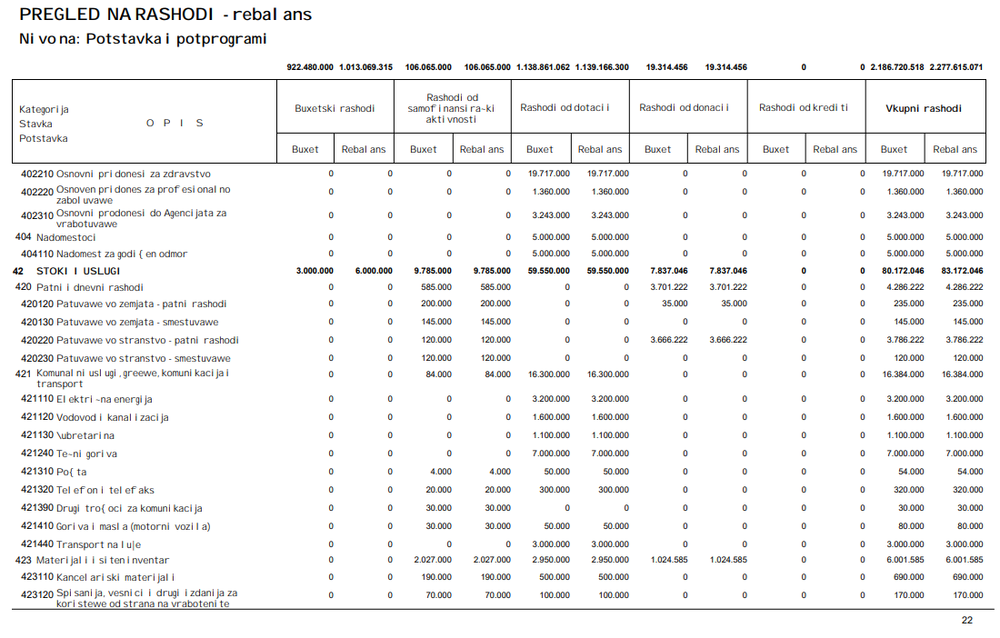 PREGLED NA RASHODI - rebalans
Nivo na: Potstavka i potprogrami
922.480.000 1.013.069.315 106.065.000 106.065.000 1.138.861.062 1.139.166.300 19.314.456 19.314.456 0 0 2.186.720.518 2.277.615.071
Kategorija
Stavka
Potstavka
O P I S
Buxetski rashodi
Rashodi od
samofinansira~ki
aktivnosti
Rashodi od dotacii
Rashodi od donacii
Rashodi od krediti
Vkupni rashodi
Buxet Rebalans Buxet Rebalans Buxet Rebalans Buxet Rebalans Buxet Rebalans Buxet Rebalans
402210 Osnovni pridonesi za zdravstvo 0 0 0 0 19.717.000 19.717.000 0 0 0 0 19.717.000 19.717.000
402220 Osnoven pridones za profesionalno
zaboluvawe 0 0 0 0 1.360.000 1.360.000 0 0 0 0 1.360.000 1.360.000
402310 Osnovni prodonesi do Agencijata za
vrabotuvawe 0 0 0 0 3.243.000 3.243.000 0 0 0 0 3.243.000 3.243.000
404 Nadomestoci 0 0 0 0 5.000.000 5.000.000 0 0 0 0 5.000.000 5.000.000
404110 Nadomest za godi{en odmor 0 0 0 0 5.000.000 5.000.000 0 0 0 0 5.000.000 5.000.000
42 STOKI I USLUGI 3.000.000 6.000.000 9.785.000 9.785.000 59.550.000 59.550.000 7.837.046 7.837.046 0 0 80.172.046 83.172.046
420 Patni i dnevni rashodi 0 0 585.000 585.000 0 0 3.701.222 3.701.222 0 0 4.286.222 4.286.222
420120 Patuvawe vo zemjata - patni rashodi 0 0 200.000 200.000 0 0 35.000 35.000 0 0 235.000 235.000
420130 Patuvawe vo zemjata - smestuvawe 0 0 145.000 145.000 0 0 0 0 0 0 145.000 145.000
420220 Patuvawe vo stranstvo - patni rashodi 0 0 120.000 120.000 0 0 3.666.222 3.666.222 0 0 3.786.222 3.786.222
420230 Patuvawe vo stranstvo - smestuvawe 0 0 120.000 120.000 0 0 0 0 0 0 120.000 120.000
421 Komunalni uslugi, greewe, komunikacija i
transport 0 0 84.000 84.000 16.300.000 16.300.000 0 0 0 0 16.384.000 16.384.000
421110 Elektri~na energija 0 0 0 0 3.200.000 3.200.000 0 0 0 0 3.200.000 3.200.000
421120 Vodovod i kanalizacija 0 0 0 0 1.600.000 1.600.000 0 0 0 0 1.600.000 1.600.000
421130 \ubretarina 0 0 0 0 1.100.000 1.100.000 0 0 0 0 1.100.000 1.100.000
421240 Te~ni goriva 0 0 0 0 7.000.000 7.000.000 0 0 0 0 7.000.000 7.000.000
421310 Po{ta 0 0 4.000 4.000 50.000 50.000 0 0 0 0 54.000 54.000
421320 Telefon i telefaks 0 0 20.000 20.000 300.000 300.000 0 0 0 0 320.000 320.000
421390 Drugi tro{oci za komunikacija 0 0 30.000 30.000 0 0 0 0 0 0 30.000 30.000
421410 Goriva i masla (motorni vozila) 0 0 30.000 30.000 50.000 50.000 0 0 0 0 80.000 80.000
421440 Transport na lu|e 0 0 0 0 3.000.000 3.000.000 0 0 0 0 3.000.000 3.000.000
423 Materijali i siten inventar 0 0 2.027.000 2.027.000 2.950.000 2.950.000 1.024.585 1.024.585 0 0 6.001.585 6.001.585
423110 Kancelariski materijali 0 0 190.000 190.000 500.000 500.000 0 0 0 0 690.000 690.000
423120 Spisanija, vesnici i drugi izdanija za
koristewe od strana na vrabotenite 0 0 70.000 70.000 100.000 100.000 0 0 0 0 170.000 170.000
22